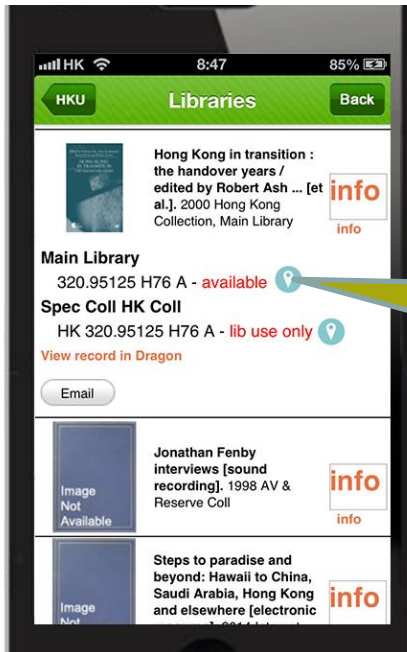 HK 8:47 85%
HKU Libraries Back
Hong Kong in transition :
the handover years /
edited by Robert Ash ... [et
al.]. 2000 Hong Kong
Collection, Main Library
info
info
Main Library
320.95125 H76 A - available
Spec Coll HK Coll
HK 320.95125 H76 A - lib use only
View record in Dragon
Email
Image
Not
Available
Jonathan Fenby
interviews [sound
recording]. 1998 AV &
Reserve Coll
info
info
Image
Steps to paradise and
beyond: Hawaii to China,
Saudi Arabia, Hong Kong
and elsewhere [electronic
info